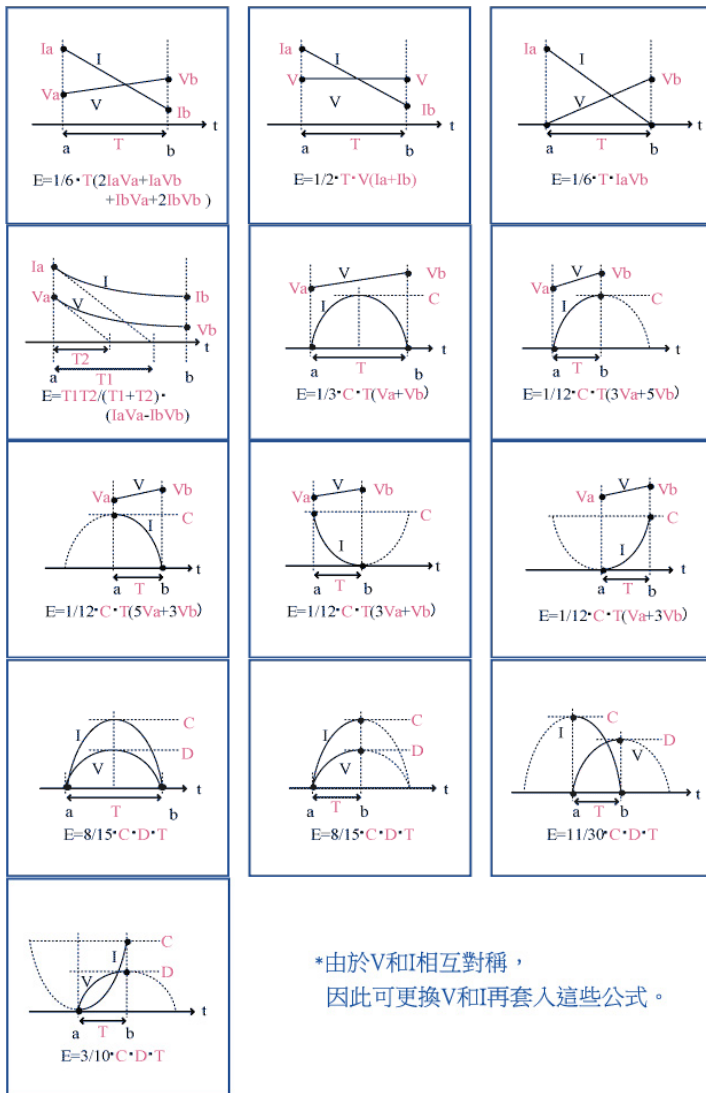 Ia I
Va V Vb
Ib
t
a T b
E=1/6・T(2IaVa+IaVb
+IbVa+2IbVb )
Ia I
V V
V Ib
t
a T b
E=1/2・T・V(Ia+Ib)
Ia I
Vb
V
t
a T b
E=1/6・T・IaVb
Ia I
Va V Ib
Vb
t
T2
a T1 b
E=T1T2/(T1+T2)・
(IaVa-IbVb)
V Vb
Va
I C
t
T
a b
E=1/3・C・T(Va+Vb)
V Vb
Va
I C
t
T
a b
E=1/12・C・T(3Va+5Vb)
V Vb
Va
C
I
t
a T b
E=1/12・C・T(5Va+3Vb)
V
Va Vb
C
I
t
a T b
E=1/12・C・T(3Va+Vb)
V Vb
Va
C
I
t
a T b
E=1/12・C・T(Va+3Vb)
C
I
D
V
t
T
a b
E=8/15・C・D・T
C
I
D
V
t
T
a b
E=8/15・C・D・T
C
I D
V
t
a T b
E=11/30・C・D・T
C
I
D
V
t
a T b
E=3/10・C・D・T
*由於V和I相互對稱，
因此可更換V和I再套入這些公式。